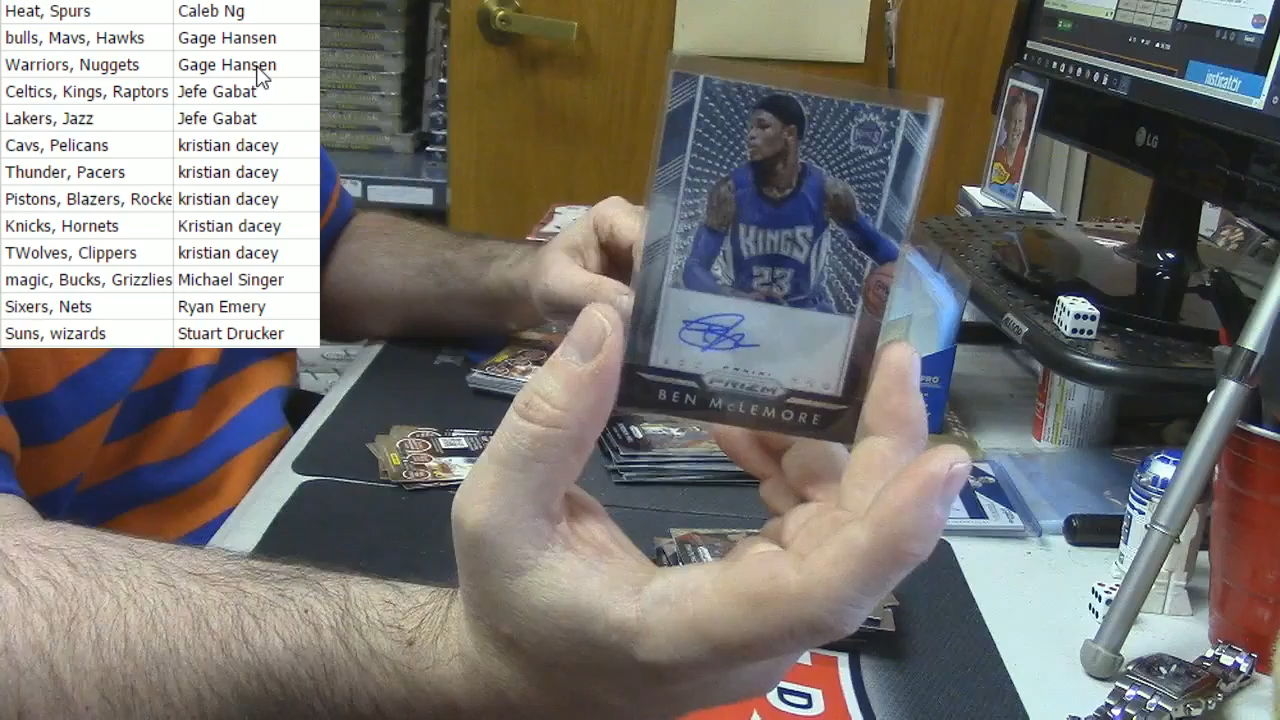 Heat, Spurs Caleb Ng
bulls, Mavs, Hawks Gage Hansen
Warriors, Nuggets Gage Hansen
Celtics, Kings, Raptors Jefe Gabat
Lakers, Jazz Jefe Gabat
Cavs, Pelicans kristian dacey
Thunder, Pacers kristian dacey
Pistons, Blazers, Rocke kristian dacey
Knicks, Hornets Kristian dacey
TWolves, Clippers kristian dacey
magic, Bucks, Grizzlies Michael Singer
Sixers, Nets Ryan Emery
Suns, wizards Stuart Drucker
KINGS
23
PANINI
PRIZM
BEN McLEMORE
LG
PRO
D